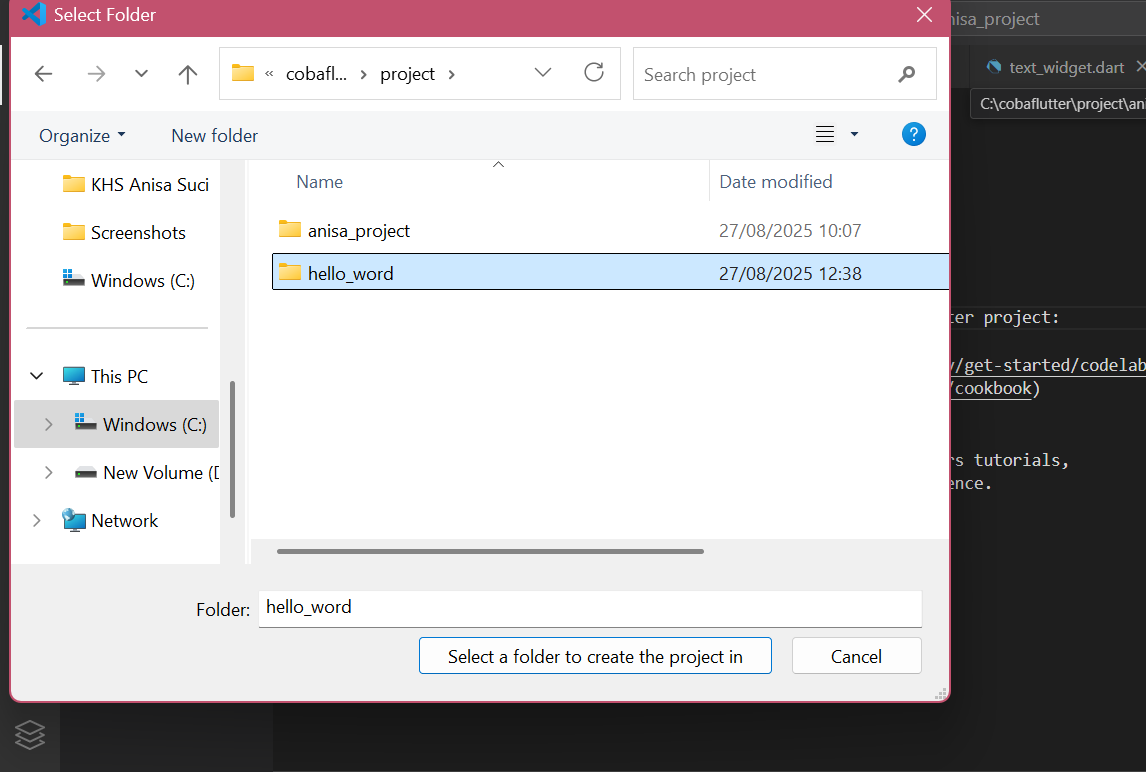 Select Folder
« cobafl... › project ›
Search project
Organize
New folder
?
Name
Date modified
KHS Anisa Suci
Screenshots
Windows (C:)
This PC
Windows (C:)
New Volume (D
Network
anisa_project 27/08/2025 10:07
hello_word 27/08/2025 12:38
Folder: hello_word
Select a folder to create the project in
Cancel
nisa_project
text_widget.dart
C:\cobaflutter\project\an
ter project:
/get-started/codelab
/cookbook)
rs tutorials,
ence.